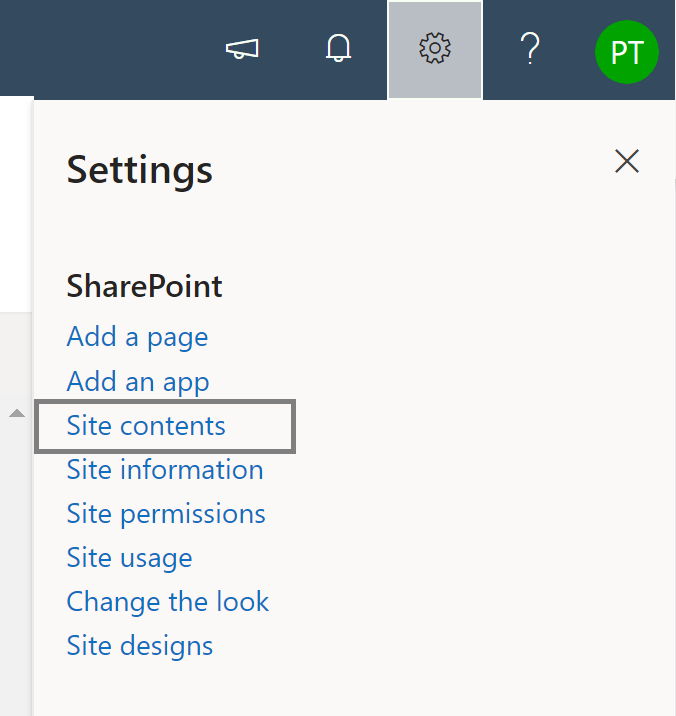 PT
Settings
SharePoint
Add a page
Add an app
Site contents
Site information
Site permissions
Site usage
Change the look
Site designs